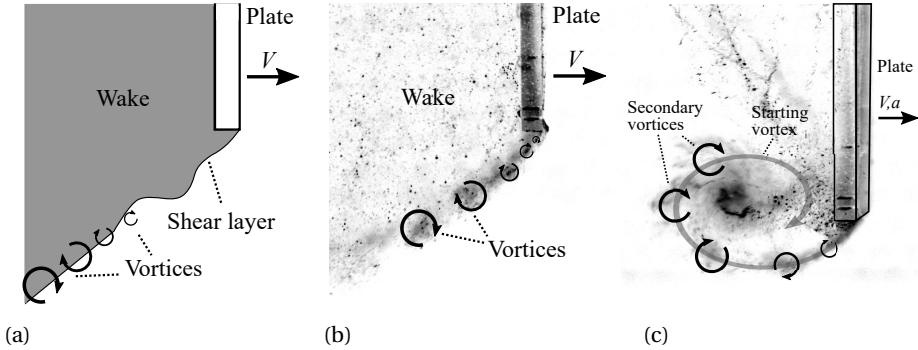 Plate
V
Wake
Shear layer
Vortices
(a)
Plate
V
Wake
Vortices
(b)
Secondary
vortices
Starting
vortex
Plate
V,a
(c)